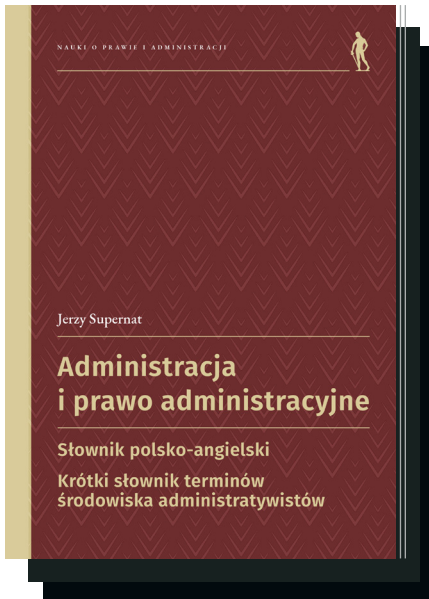 NAUKI O PRAWIE I ADMINISTRACJI
Jerzy Supernat
Administracja
i prawo administracyjne
Słownik polsko-angielski
Krótki słownik terminów
środowiska administratywistów